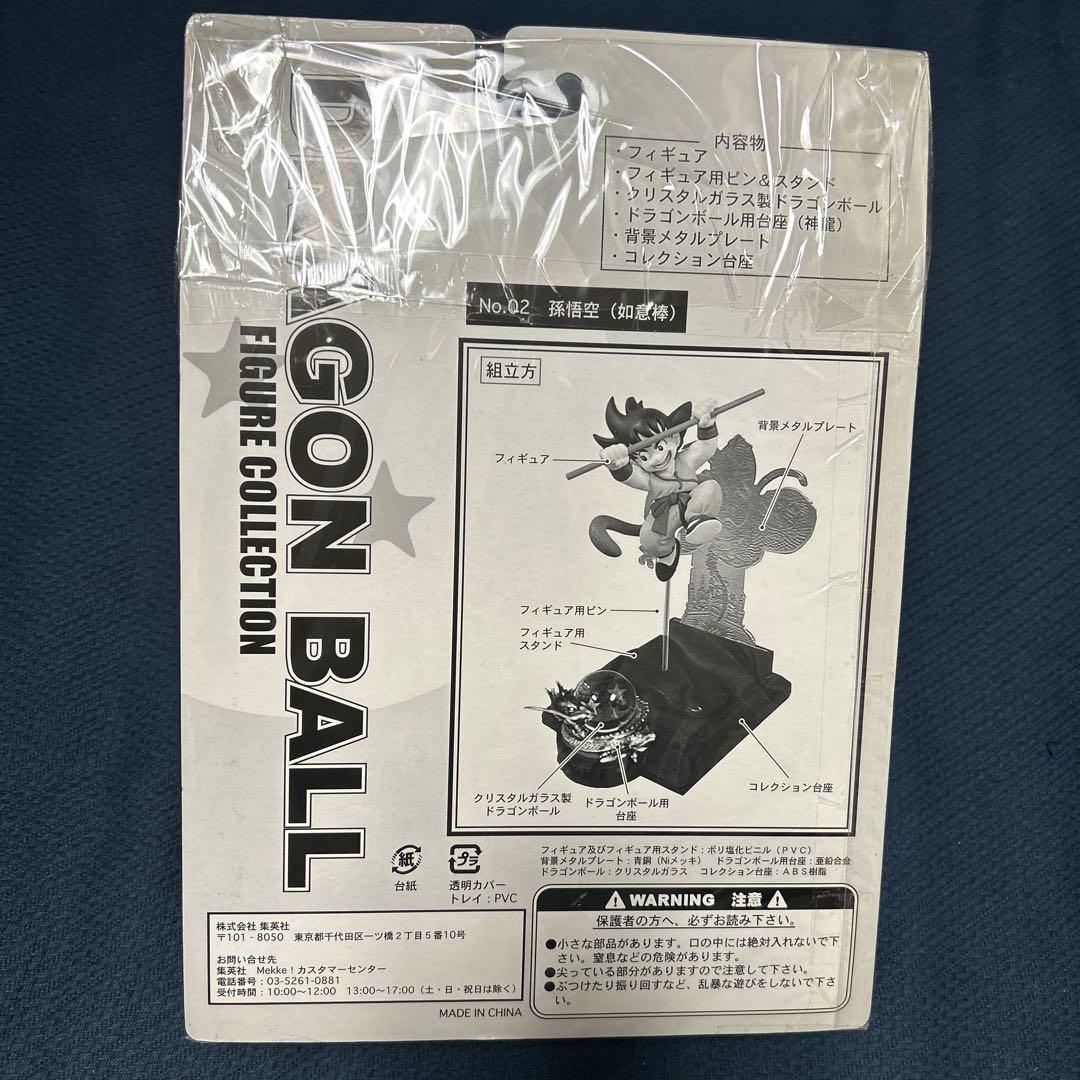 内容物
・フィギュア
・フィギュア用ピン＆スタンド
・クリスタルガラス製ドラゴンボール
・ドラゴンボール用台座（神龍）
・背景メタルプレート
・コレクション台座
No.02 孫悟空（如意棒）
AGON BALL
FIGURE COLLECTION
組立方
背景メタルプレート
フィギュア
フィギュア用ピン
フィギュア用
スタンド
コレクション台座
クリスタルガラス製
ドラゴンボール
ドラゴンボール用
台座
フィギュア及びフィギュア用スタンド：ポリ塩化ビニル（PVC）
背景メタルプレート：青銅（Niメッキ） ドラゴンボール用台座：亜鉛合金
ドラゴンボール：クリスタルガラス コレクション台座：ABS樹脂
紙
台紙
プラ
透明カバー
トレイ：PVC
WARNING 注意
保護者の方へ、必ずお読み下さい。
●小さな部品があります。口の中には絶対入れないで下
さい。窒息などの危険があります。
●尖っている部分がありますので注意して下さい。
●ぶつけたり振り回すなど、乱暴な遊びをしないで下さ
い。
株式会社 集英社
〒101-8050 東京都千代田区一ツ橋2丁目5番10号
お問い合せ先
集英社 Mekke！カスタマーセンター
電話番号：03-5261-0881
受付時間：10:00〜12:00 13:00〜17:00（土・日・祝日は除く）
MADE IN CHINA